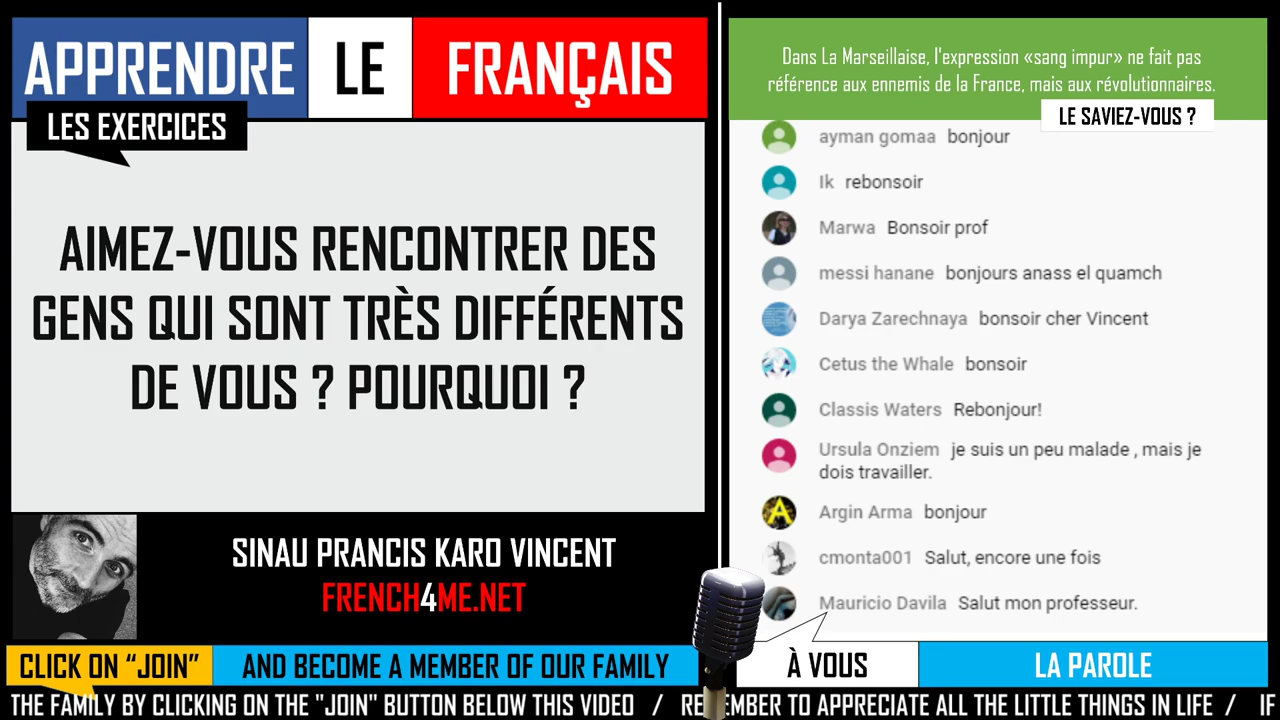 APPRENDRE LE FRANÇAIS
LES EXERCICES
AIMEZ-VOUS RENCONTRER DES
GENS QUI SONT TRÈS DIFFÉRENTS
DE VOUS ? POURQUOI ?
SINAU PRANCIS KARO VINCENT
FRENCH4ME.NET
CLICK ON “JOIN” AND BECOME A MEMBER OF OUR FAMILY
Dans La Marseillaise, l'expression «sang impur» ne fait pas
référence aux ennemis de la France, mais aux révolutionnaires.
LE SAVIEZ-VOUS ?
ayman gomaa bonjour
Ik rebonsoir
Marwa Bonsoir prof
messi hanane bonjours anass el quamch
Darya Zarechnaya bonsoir cher Vincent
Cetus the Whale bonsoir
Classis Waters Rebonjour!
Ursula Onziem je suis un peu malade , mais je
dois travailler.
Argin Arma bonjour
cmonta001 Salut, encore une fois
Mauricio Davila Salut mon professeur.
À VOUS LA PAROLE
THE FAMILY BY CLICKING ON THE "JOIN" BUTTON BELOW THIS VIDEO / REMEMBER TO APPRECIATE ALL THE LITTLE THINGS IN LIFE / IF